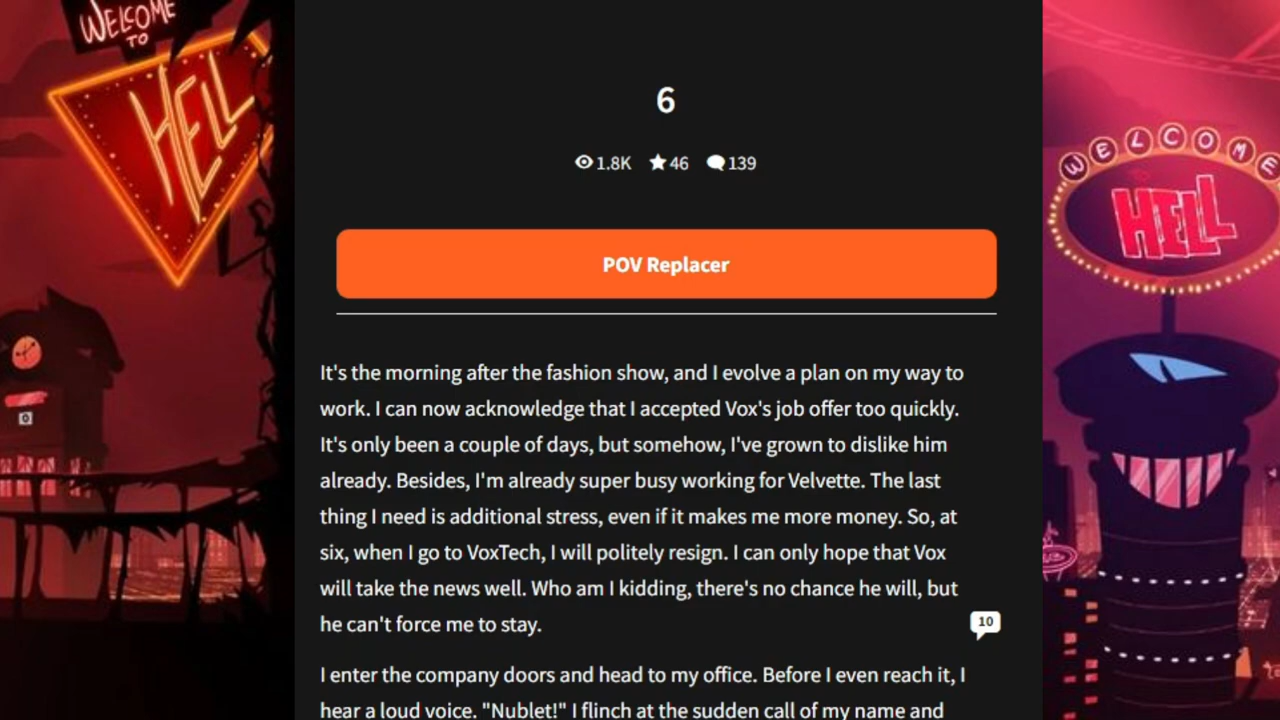 WELCOME
TO
HELL
6
1.8K 46 139
POV Replacer
It's the morning after the fashion show, and I evolve a plan on my way to
work. I can now acknowledge that I accepted Vox's job offer too quickly.
It's only been a couple of days, but somehow, I've grown to dislike him
already. Besides, I'm already super busy working for Velvette. The last
thing I need is additional stress, even if it makes me more money. So, at
six, when I go to VoxTech, I will politely resign. I can only hope that Vox
will take the news well. Who am I kidding, there's no chance he will, but
he can't force me to stay.
10
I enter the company doors and head to my office. Before I even reach it, I
hear a loud voice. "Nublet!" I flinch at the sudden call of my name and
WELCOME
HELL